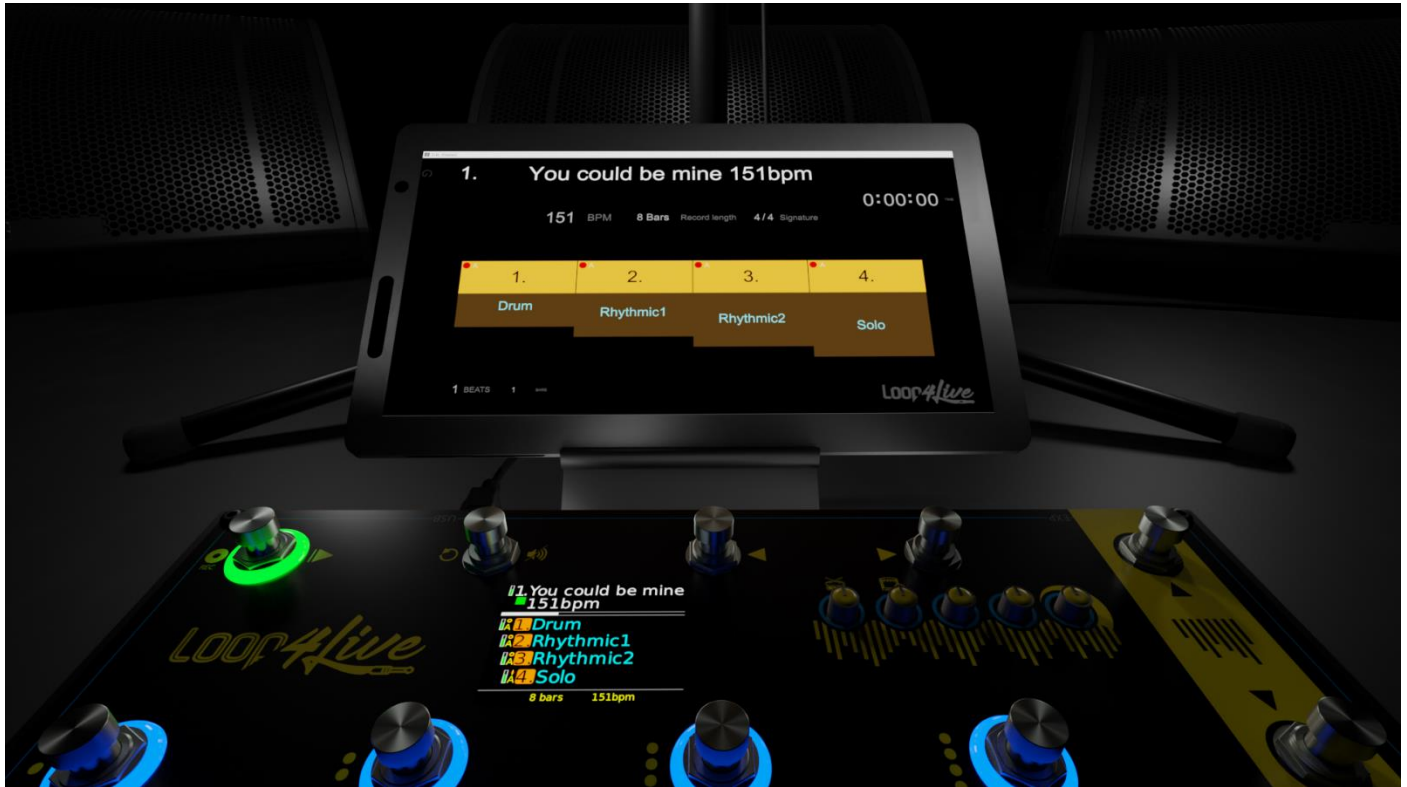 1. You could be mine 151bpm
0:00:00
151 BPM 8 Bars Record length 4/4 Signature
1. 2. 3. 4.
Drum Rhythmic1 Rhythmic2 Solo
1 BEATS 1
LOOP4Live
REC
USB
1.You could be mine
151bpm
1.Drum
2.Rhythmic1
3.Rhythmic2
4.Solo
8 bars 151bpm
LOOP4Live